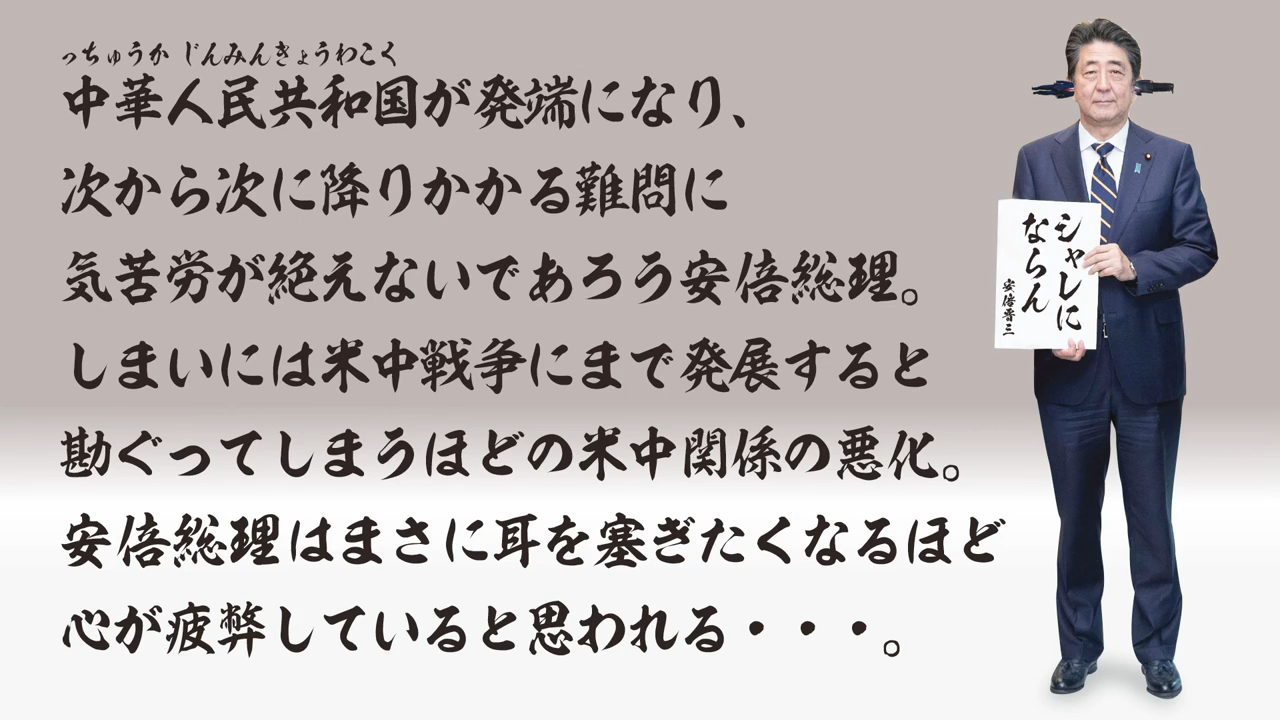 っちゅうか じんみんきょうわこく
中華人民共和国が発端になり、
次から次に降りかかる難問に
気苦労が絶えないであろう安倍総理。
しまいには米中戦争にまで発展すると
勘ぐってしまうほどの米中関係の悪化。
安倍総理はまさに耳を塞ぎたくなるほど
心が疲弊していると思われる・・・。
シャレに
ならん
安倍晋三